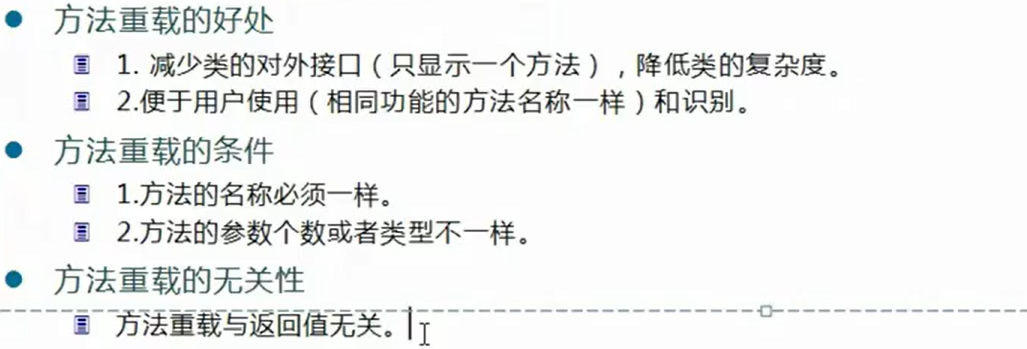 方法重载的好处
1. 减少类的对外接口（只显示一个方法），降低类的复杂度。
2.便于用户使用（相同功能的方法名称一样）和识别。
方法重载的条件
1.方法的名称必须一样。
2.方法的参数个数或者类型不一样。
方法重载的无关性
方法重载与返回值无关。